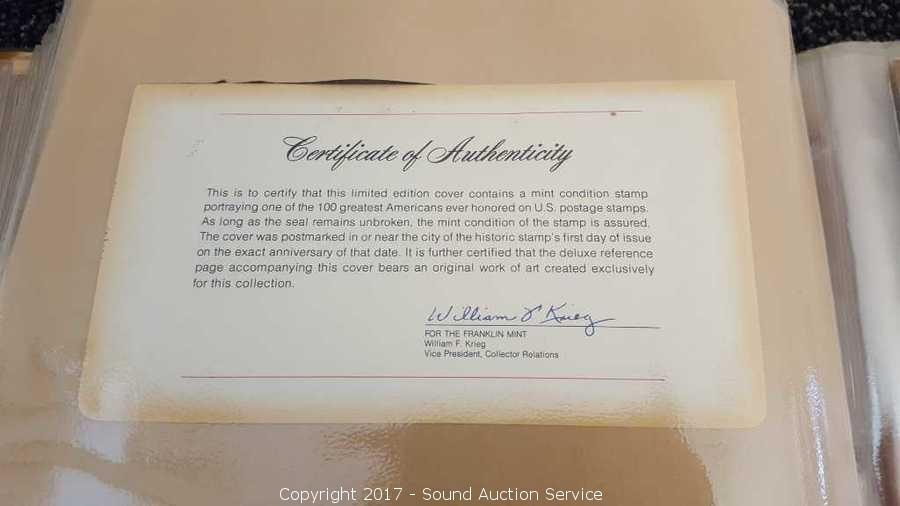 Certificate of Authenticity
This is to certify that this limited edition cover contains a mint condition stamp
portraying one of the 100 greatest Americans ever honored on U.S. postage stamps.
As long as the seal remains unbroken, the mint condition of the stamp is assured.
The cover was postmarked in or near the city of the historic stamp's first day of issue
on the exact anniversary of that date. It is further certified that the deluxe reference
page accompanying this cover bears an original work of art created exclusively
for this collection.
William F Krieg
FOR THE FRANKLIN MINT
William F. Krieg
Vice President, Collector Relations
Copyright 2017 - Sound Auction Service